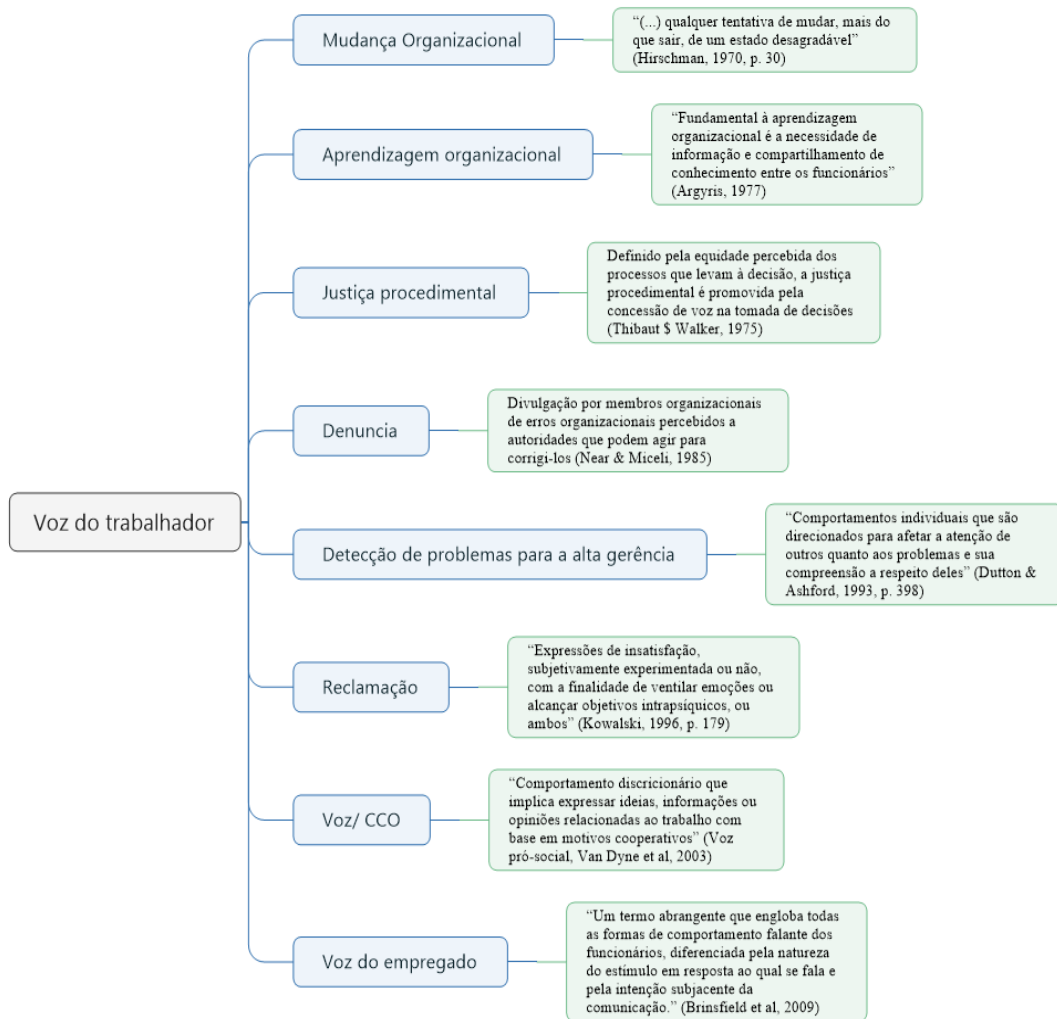 Mudança Organizacional
“(...) qualquer tentativa de mudar, mais do
que sair, de um estado desagradável”
(Hirschman, 1970, p. 30)
Aprendizagem organizacional
“Fundamental à aprendizagem
organizacional é a necessidade de
informação e compartilhamento de
conhecimento entre os funcionários”
(Argyris, 1977)
Justiça procedimental
Definido pela equidade percebida dos
processos que levam à decisão, a justiça
procedimental é promovida pela
concessão de voz na tomada de decisões
(Thibaut $ Walker, 1975)
Denuncia
Divulgação por membros organizacionais
de erros organizacionais percebidos a
autoridades que podem agir para
corrigi-los (Near & Miceli, 1985)
Voz do trabalhador
Detecção de problemas para a alta gerência
“Comportamentos individuais que são
direcionados para afetar a atenção de
outros quanto aos problemas e sua
compreensão a respeito deles” (Dutton &
Ashford, 1993, p. 398)
Reclamação
“Expressões de insatisfação,
subjetivamente experimentada ou não,
com a finalidade de ventilar emoções ou
alcançar objetivos intrapsíquicos, ou
ambos” (Kowalski, 1996, p. 179)
Voz/ CCO
“Comportamento discricionário que
implica expressar ideias, informações ou
opiniões relacionadas ao trabalho com
base em motivos cooperativos” (Voz
pró-social, Van Dyne et al, 2003)
Voz do empregado
“Um termo abrangente que engloba todas
as formas de comportamento falante dos
funcionários, diferenciada pela natureza
do estímulo em resposta ao qual se fala e
pela intenção subjacente da
comunicação.” (Brinsfield et al, 2009)